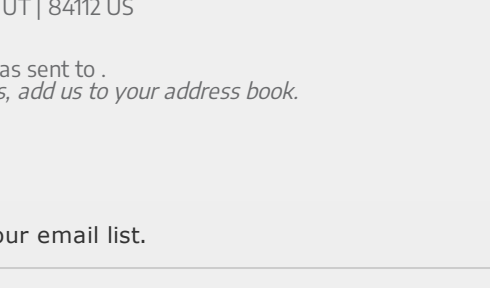 UT | 84112 US
as sent to .
s, add us to your address book.
our email list.